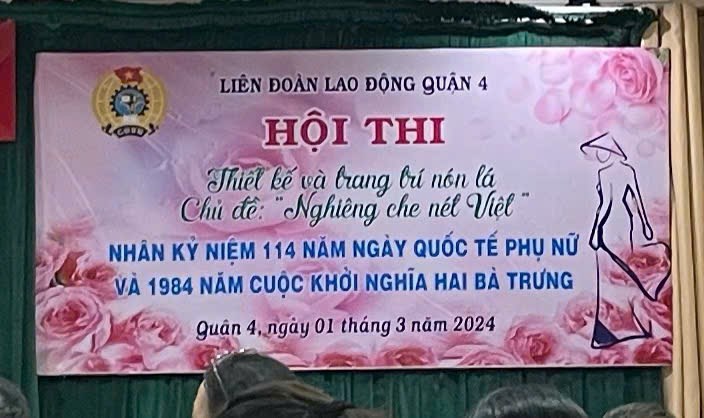 LIÊN ĐOÀN LAO ĐỘNG QUẬN 4
HỘI THI
Thiết kế và trang trí nón lá
Chủ đề: "Nghiêng che nét Việt"
NHÂN KỶ NIỆM 114 NĂM NGÀY QUỐC TẾ PHỤ NỮ
VÀ 1984 NĂM CUỘC KHỞI NGHĨA HAI BÀ TRƯNG
Quận 4, ngày 01 tháng 3 năm 2024